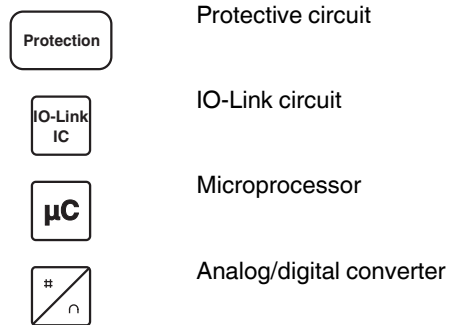 Protection
Protective circuit
IO-Link
IC
IO-Link circuit
µC
Microprocessor
#
∩
Analog/digital converter